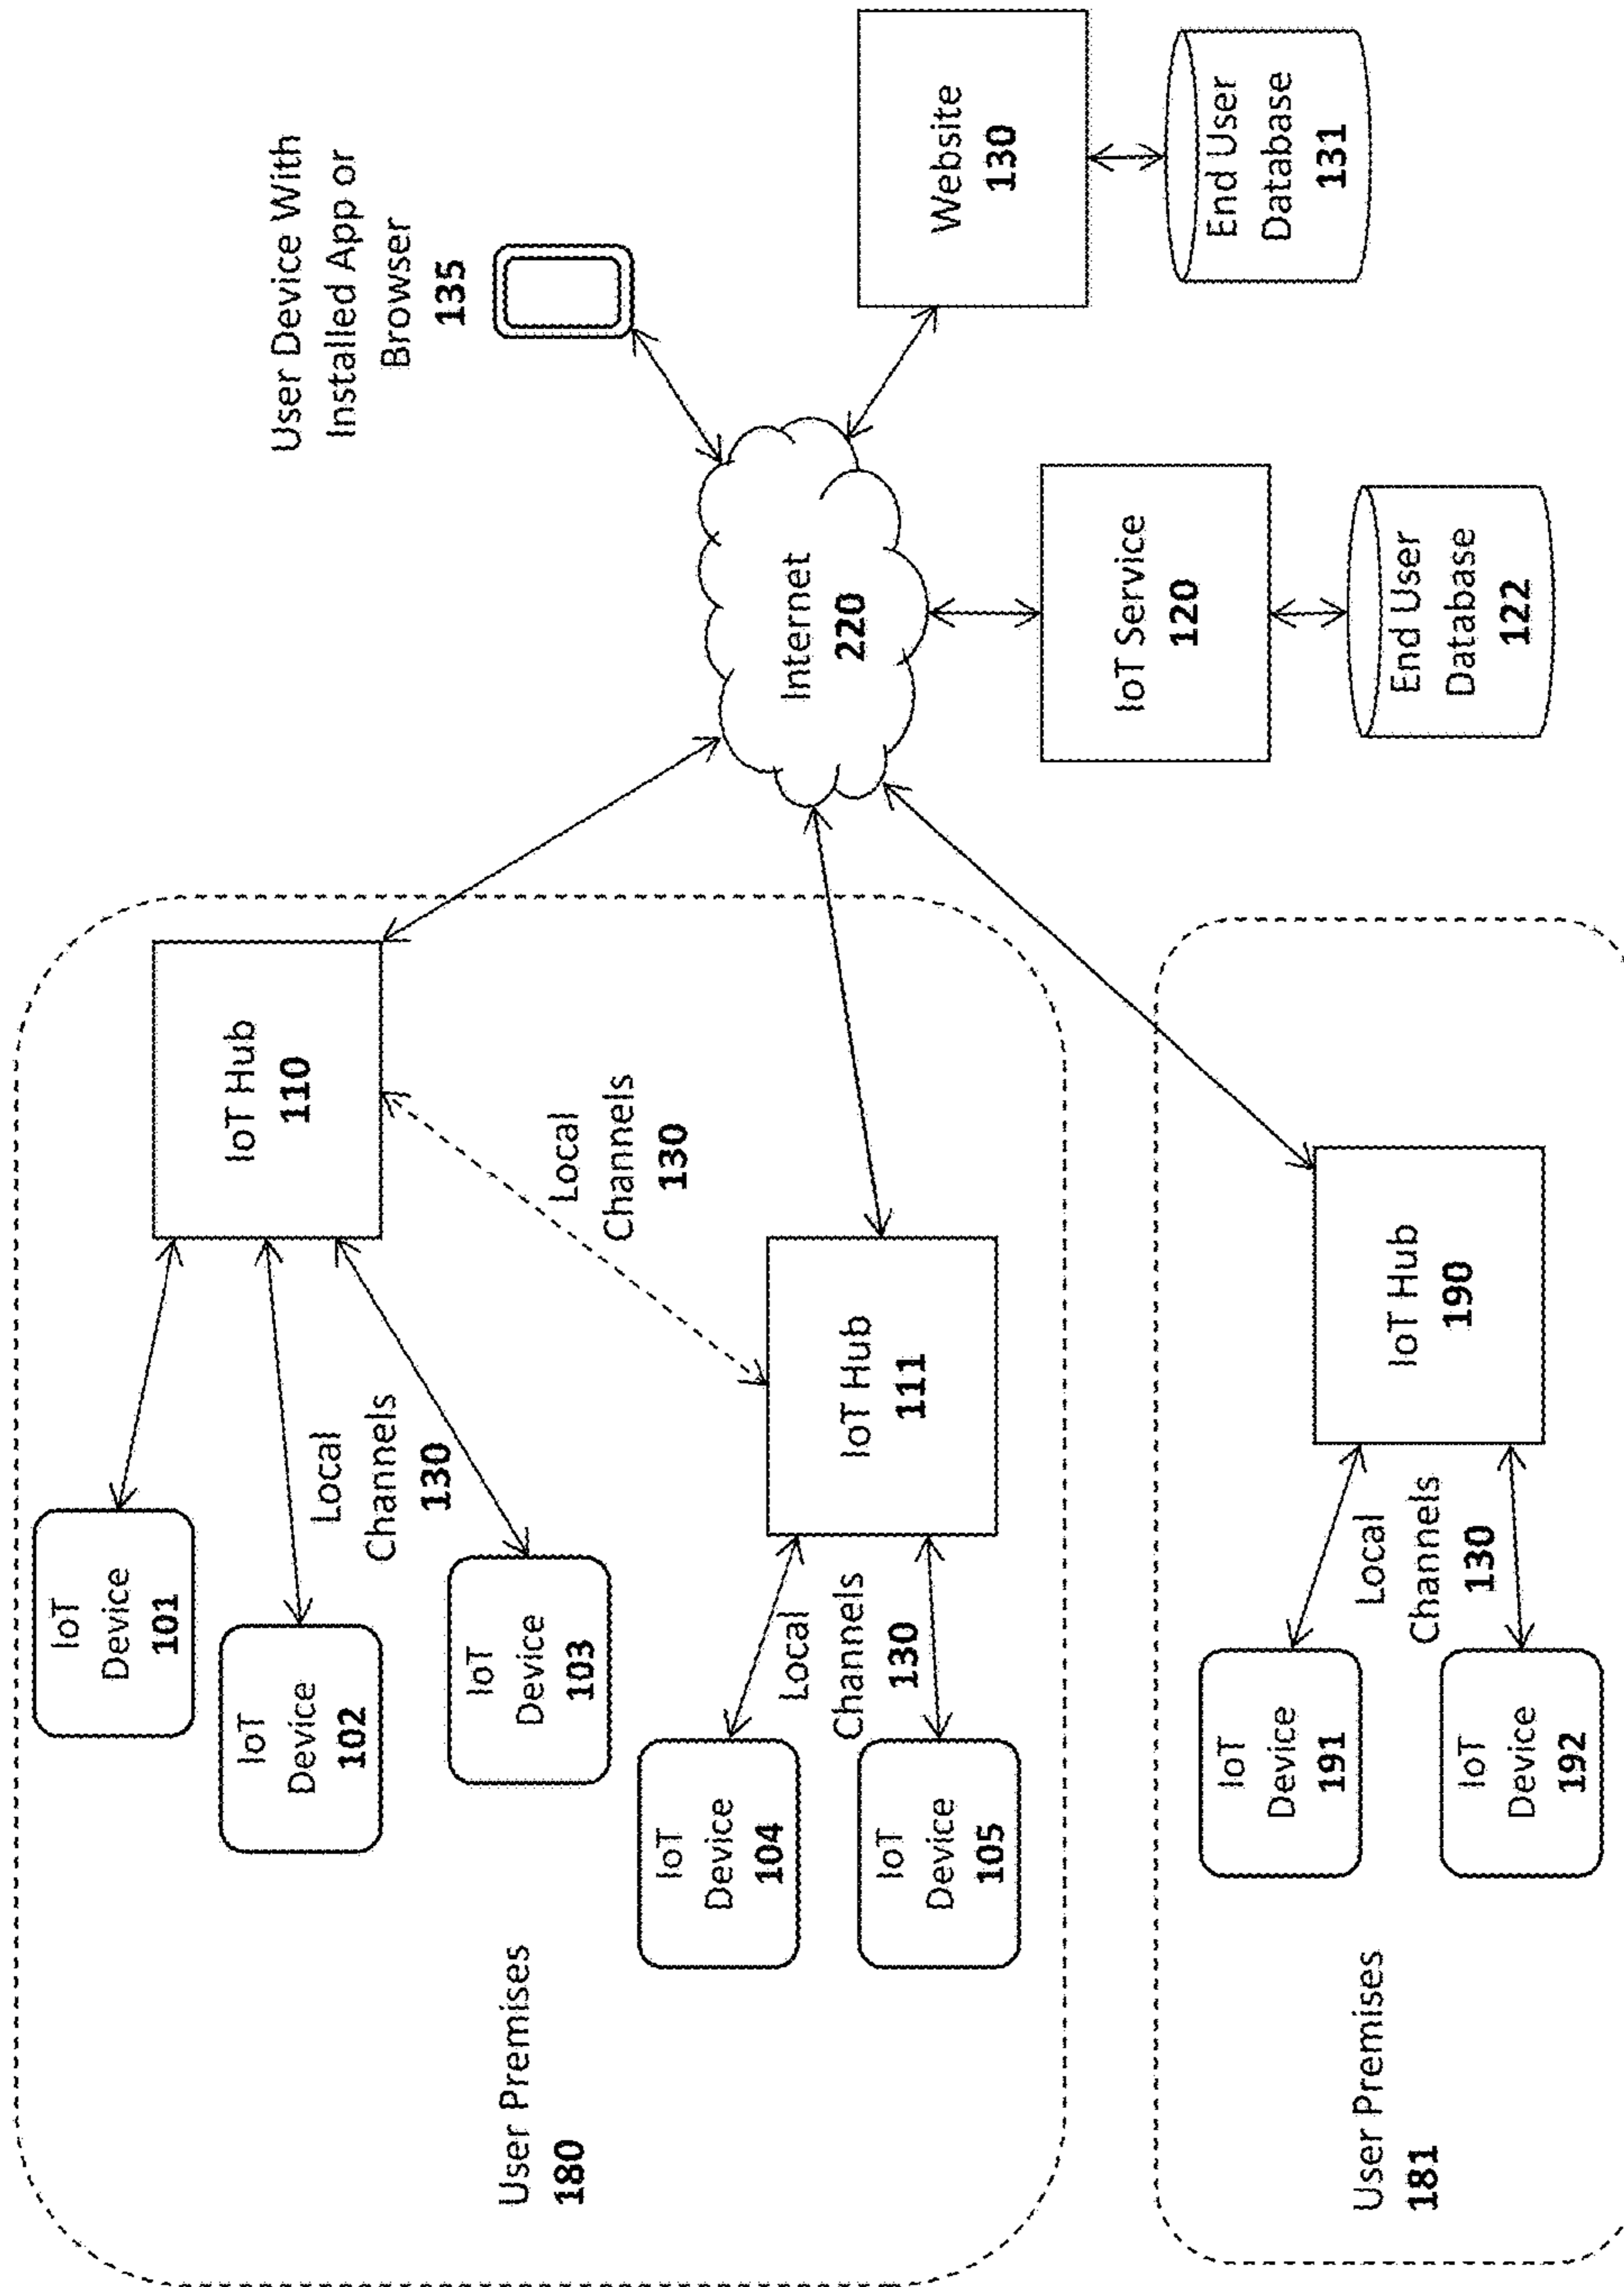 User Premises
180
IoT
Device
101
IoT
Device
102
IoT
Device
103
Local
Channels
130
IoT Hub
110
IoT
Device
104
IoT
Device
105
Local
Channels
130
IoT Hub
111
Local
Channels
130
User Premises
181
IoT
Device
191
IoT
Device
192
Local
Channels
130
IoT Hub
190
Internet
220
User Device With
Installed App or
Browser
135
IoT Service
120
End User
Database
122
Website
130
End User
Database
131